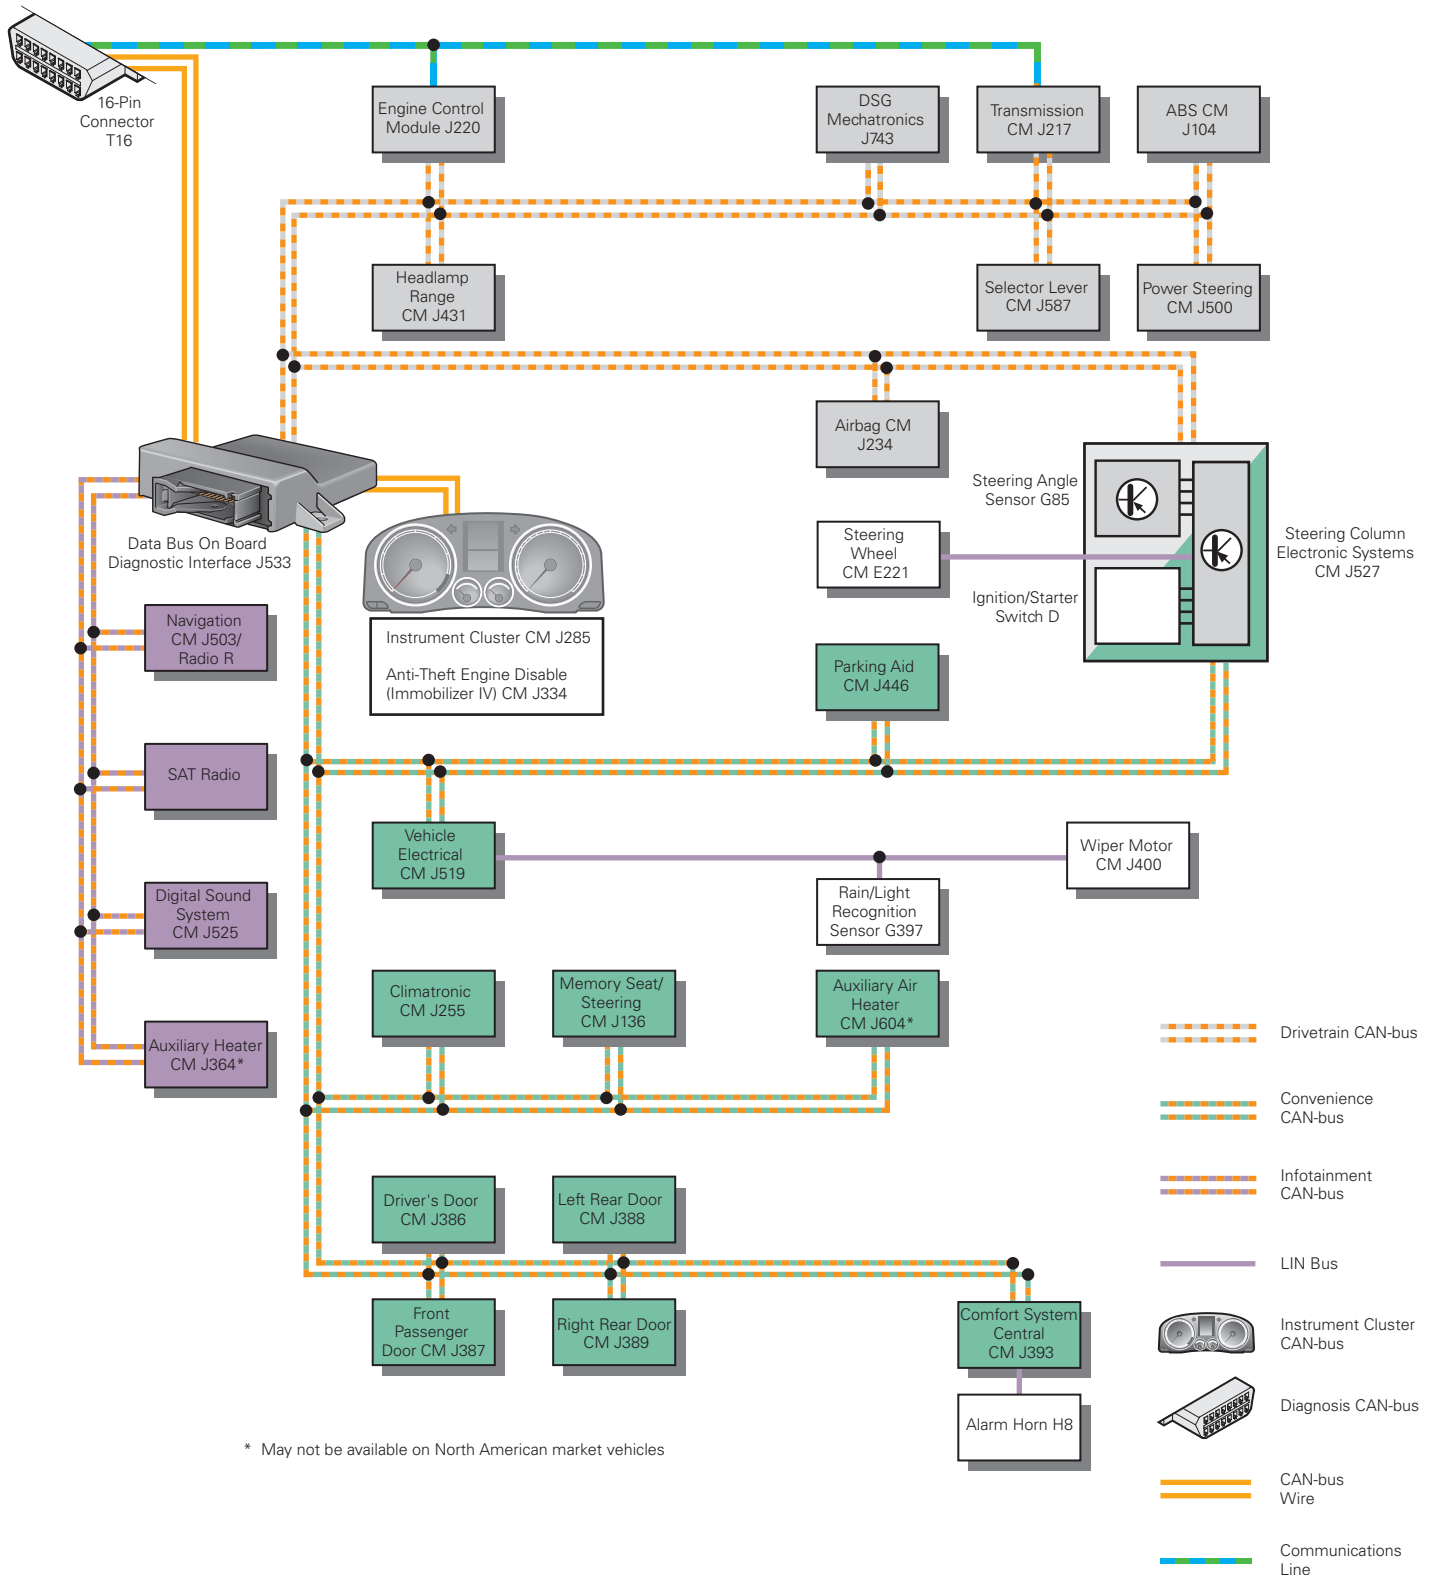 16-Pin
Connector
T16
Engine Control
Module J220
DSG
Mechatronics
J743
Transmission
CM J217
ABS CM
J104
Headlamp
Range
CM J431
Selector Lever
CM J587
Power Steering
CM J500
Airbag CM
J234
Steering Angle
Sensor G85
Steering
Wheel
CM E221
Steering Column
Electronic Systems
CM J527
Ignition/Starter
Switch D
Data Bus On Board
Diagnostic Interface J533
Instrument Cluster CM J285
Anti-Theft Engine Disable
(Immobilizer IV) CM J334
Navigation
CM J503/
Radio R
Parking Aid
CM J446
SAT Radio
Vehicle
Electrical
CM J519
Wiper Motor
CM J400
Rain/Light
Recognition
Sensor G397
Digital Sound
System
CM J525
Climatronic
CM J255
Memory Seat/
Steering
CM J136
Auxiliary Air
Heater
CM J604*
Auxiliary Heater
CM J364*
Driver's Door
CM J386
Left Rear Door
CM J388
Front
Passenger
Door CM J387
Right Rear Door
CM J389
Comfort System
Central
CM J393
Alarm Horn H8
* May not be available on North American market vehicles
Drivetrain CAN-bus
Convenience
CAN-bus
Infotainment
CAN-bus
LIN Bus
Instrument Cluster
CAN-bus
Diagnosis CAN-bus
CAN-bus
Wire
Communications
Line